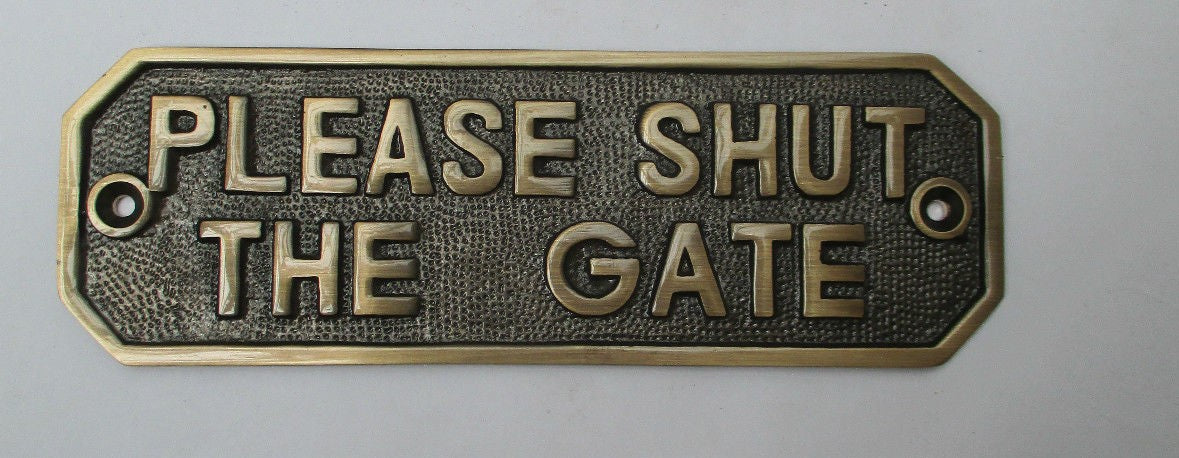 PLEASE SHUT
THE GATE